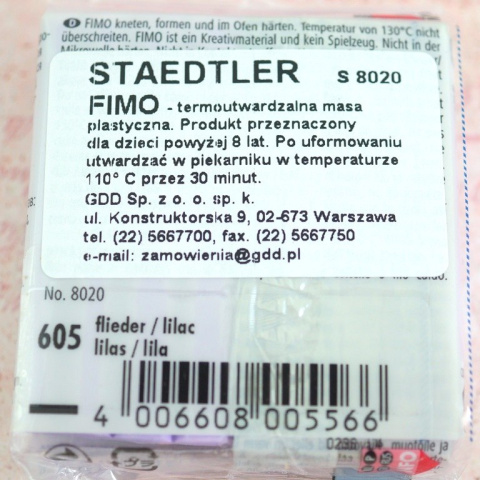 D FIMO kneten, formen und im Ofen härten. Temperatur von 130°C nicht
überschreiten. FIMO ist ein Kreativmaterial und kein Spielzeug. Nicht in der
STAEDTLER S 8020
FIMO - termoutwardzalna masa
plastyczna. Produkt przeznaczony
dla dzieci powyżej 8 lat. Po uformowaniu
utwardzać w piekarniku w temperaturze
110° C przez 30 minut.
GDD Sp. z o. o. sp. k.
ul. Konstruktorska 9, 02-673 Warszawa
tel. (22) 5667700, fax. (22) 5667750
e-mail: zamowienia@gdd.pl
No. 8020
605 flieder / lilac
lilas / lila
4 006608 005566